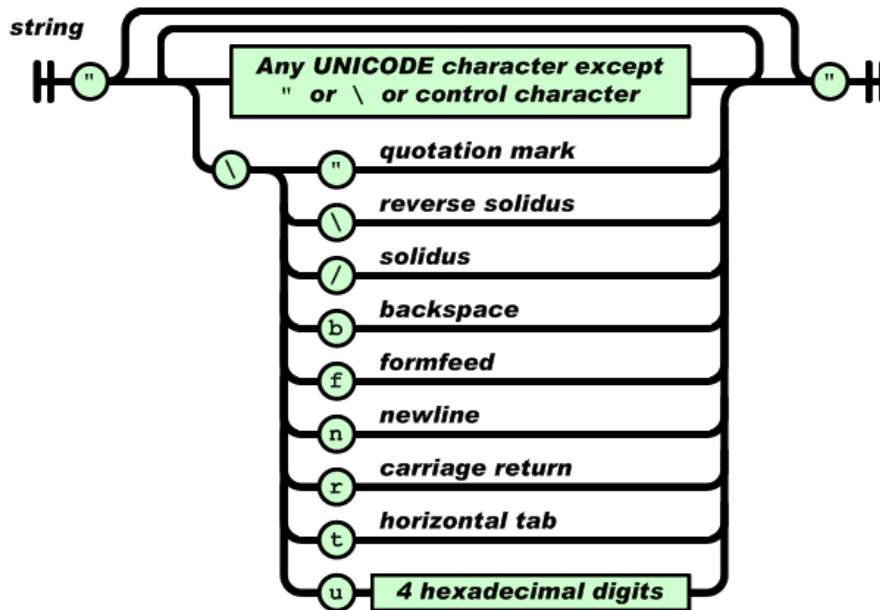 string
" Any UNICODE character except "
" or \ or control character
\ " quotation mark
\ reverse solidus
/ solidus
b backspace
f formfeed
n newline
r carriage return
t horizontal tab
u 4 hexadecimal digits